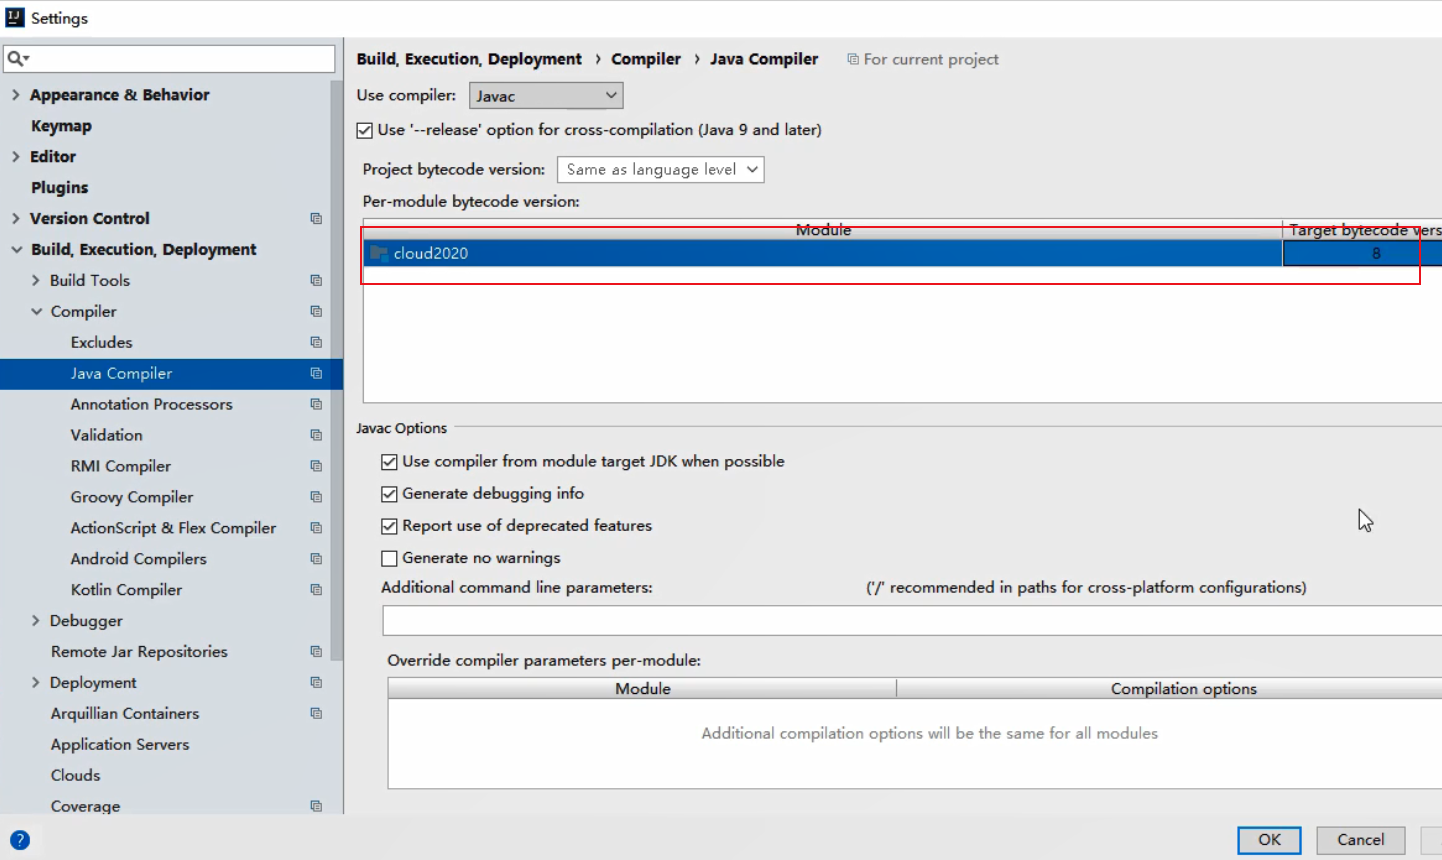 Settings
Appearance & Behavior
Keymap
Editor
Plugins
Version Control
Build, Execution, Deployment
Build Tools
Compiler
Excludes
Java Compiler
Annotation Processors
Validation
RMI Compiler
Groovy Compiler
ActionScript & Flex Compiler
Android Compilers
Kotlin Compiler
Debugger
Remote Jar Repositories
Deployment
Arquillian Containers
Application Servers
Clouds
Coverage
Build, Execution, Deployment › Compiler › Java Compiler For current project
Use compiler: Javac
Use '--release' option for cross-compilation (Java 9 and later)
Project bytecode version: Same as language level
Per-module bytecode version:
Module Target bytecode vers
cloud2020 8
Javac Options
Use compiler from module target JDK when possible
Generate debugging info
Report use of deprecated features
Generate no warnings
Additional command line parameters: ('/' recommended in paths for cross-platform configurations)
Override compiler parameters per-module:
Module Compilation options
Additional compilation options will be the same for all modules
? OK Cancel